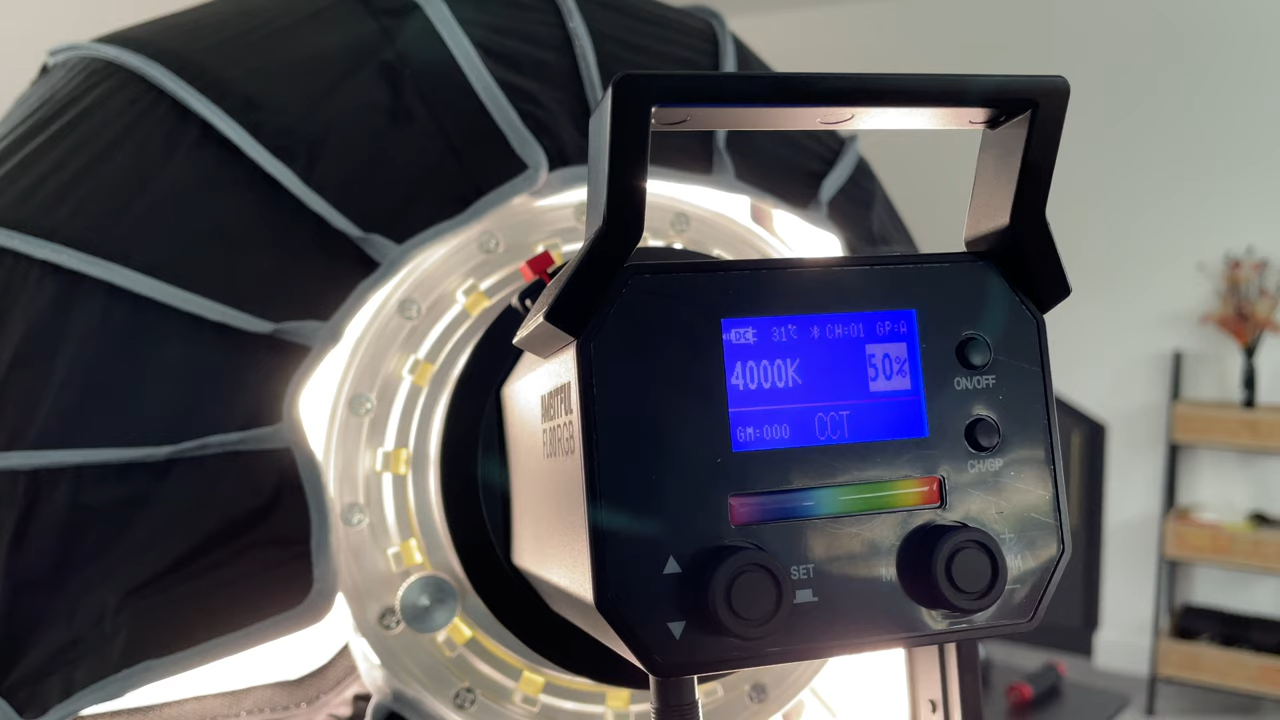 DC 31℃ CH:01 GP:A
4000K 50%
GM=000 CCT
ON/OFF
CH/GP
AMBITFUL
FL80RGB
SET